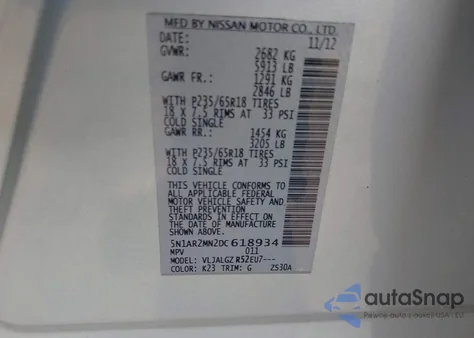 MFD BY NISSAN MOTOR CO., LTD.
DATE: 11/12
GVWR: 2682 KG
5913 LB
GAWR FR.: 1291 KG
2846 LB
WITH P235/65R18 TIRES
18 X 7.5 RIMS AT 33 PSI
COLD SINGLE
GAWR RR.: 1454 KG
3205 LB
WITH P235/65R18 TIRES
18 X 7.5 RIMS AT 33 PSI
COLD SINGLE
THIS VEHICLE CONFORMS TO
ALL APPLICABLE FEDERAL
MOTOR VEHICLE SAFETY AND
THEFT PREVENTION STANDARDS
IN EFFECT ON THE DATE OF
MANUFACTURE SHOWN ABOVE.
5N1AR2MN2DC618934
MPV 011
MODEL: VLJALGZ R52EU7---
COLOR: K23 TRIM: G ZS30A
autoSnap